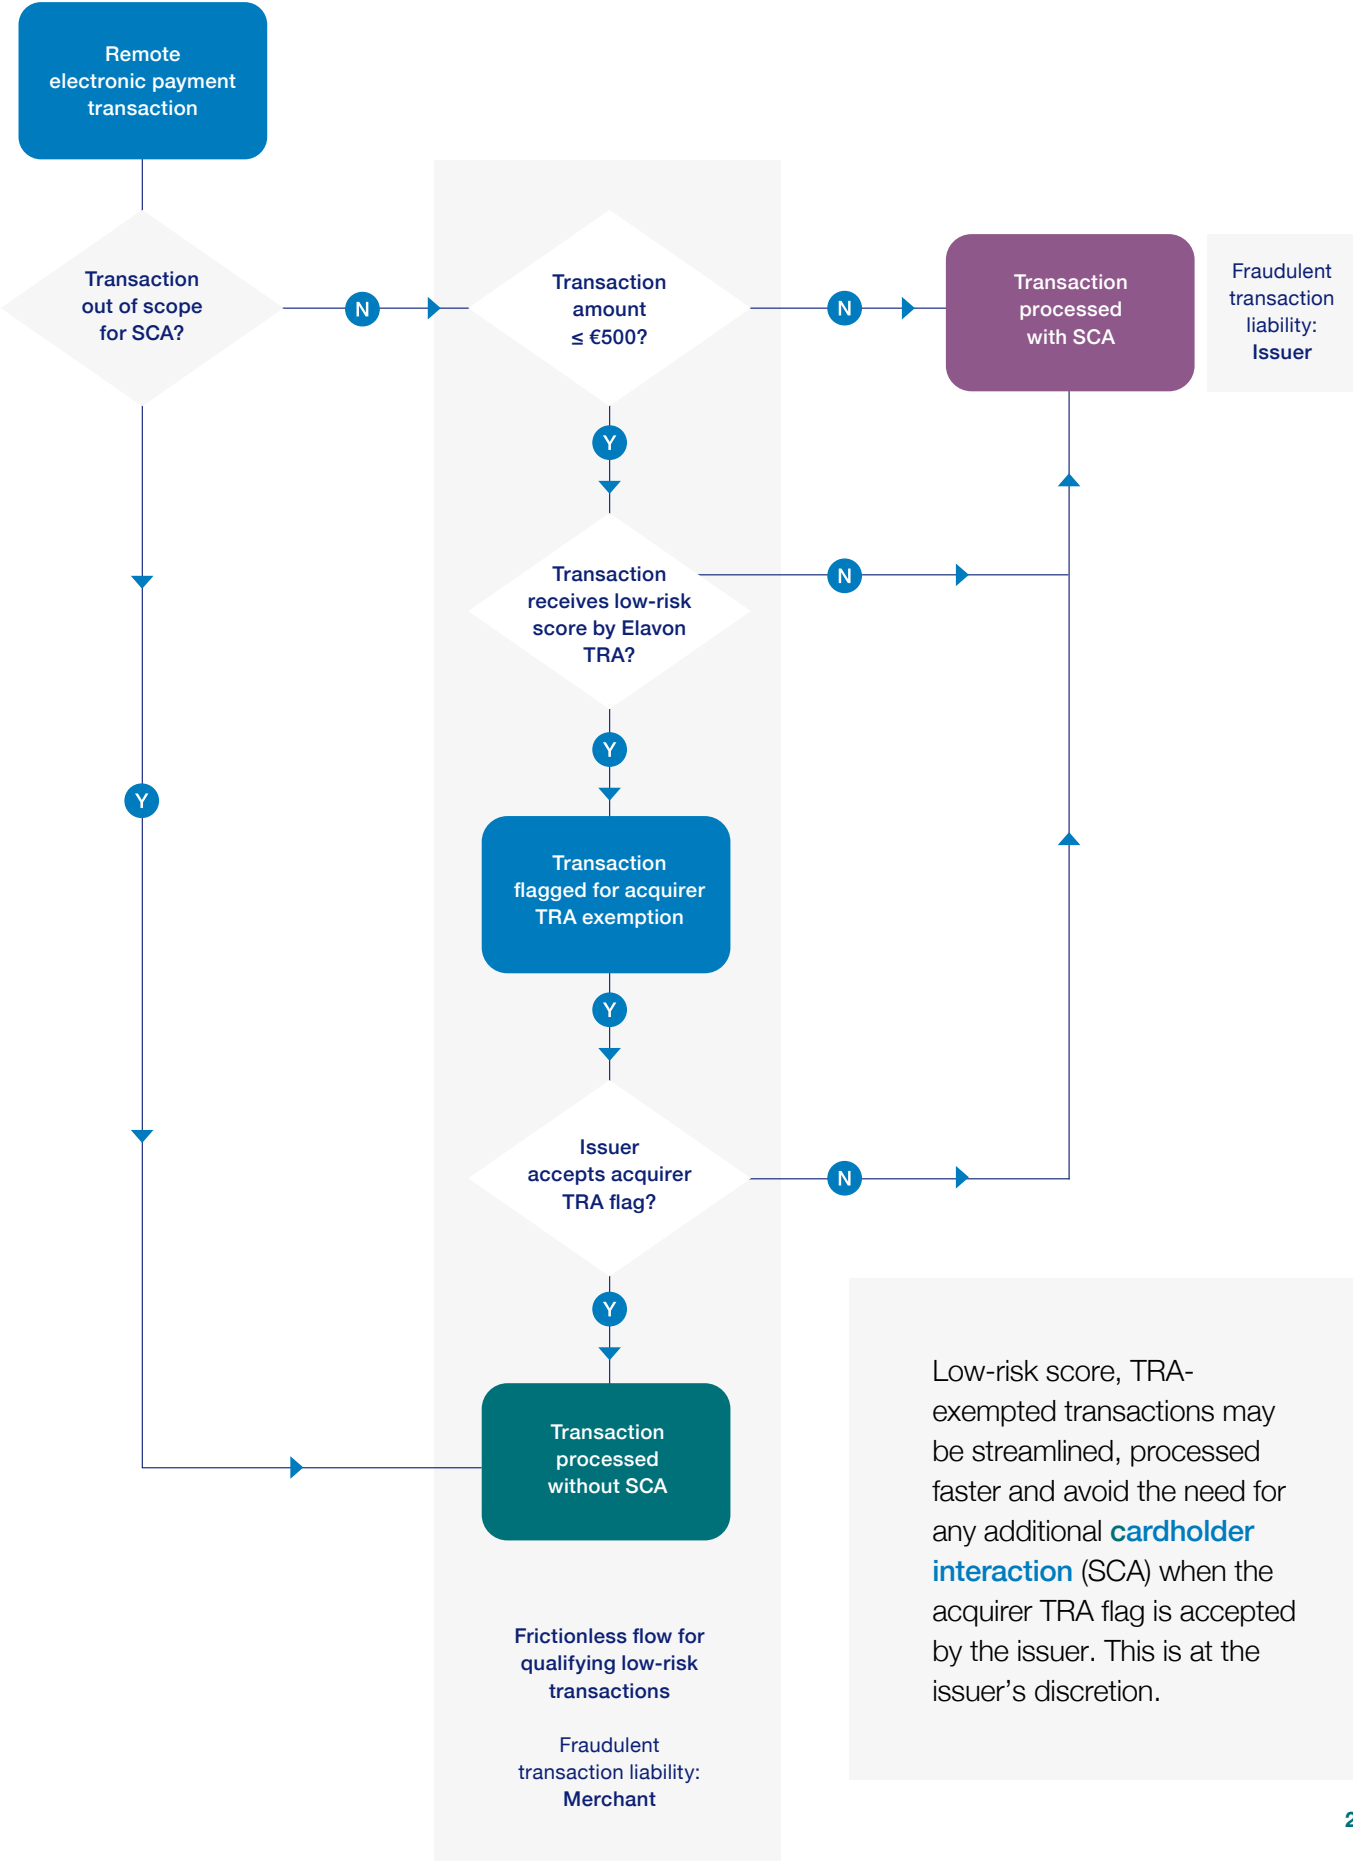 Remote
electronic payment
transaction
Transaction
out of scope
for SCA?
N
Transaction
amount
≤ €500?
N
Transaction
processed
with SCA
Fraudulent
transaction
liability:
Issuer
Y
Transaction
receives low-risk
score by Elavon
TRA?
N
Y
Y
Transaction
flagged for acquirer
TRA exemption
Y
Issuer
accepts acquirer
TRA flag?
N
Y
Transaction
processed
without SCA
Frictionless flow for
qualifying low-risk
transactions
Fraudulent
transaction liability:
Merchant
Low-risk score, TRA-
exempted transactions may
be streamlined, processed
faster and avoid the need for
any additional cardholder
interaction (SCA) when the
acquirer TRA flag is accepted
by the issuer. This is at the
issuer’s discretion.
2